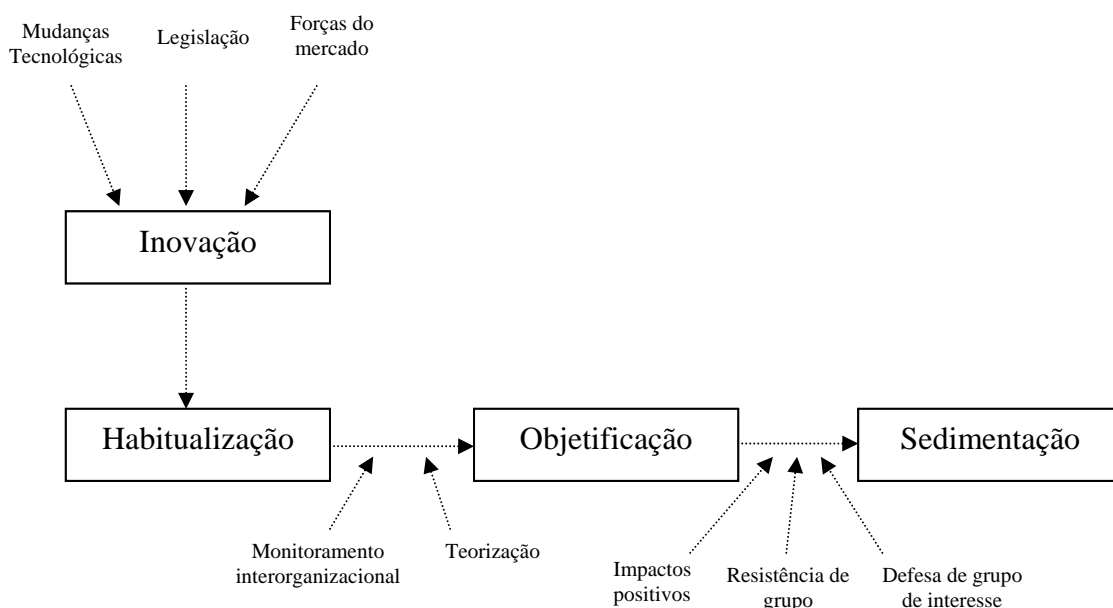 Mudanças
Tecnológicas
Legislação
Forças do
mercado
Inovação
Habitualização
Objetificação
Sedimentação
Monitoramento
interorganizacional
Teorização
Impactos
positivos
Resistência de
grupo
Defesa de grupo
de interesse